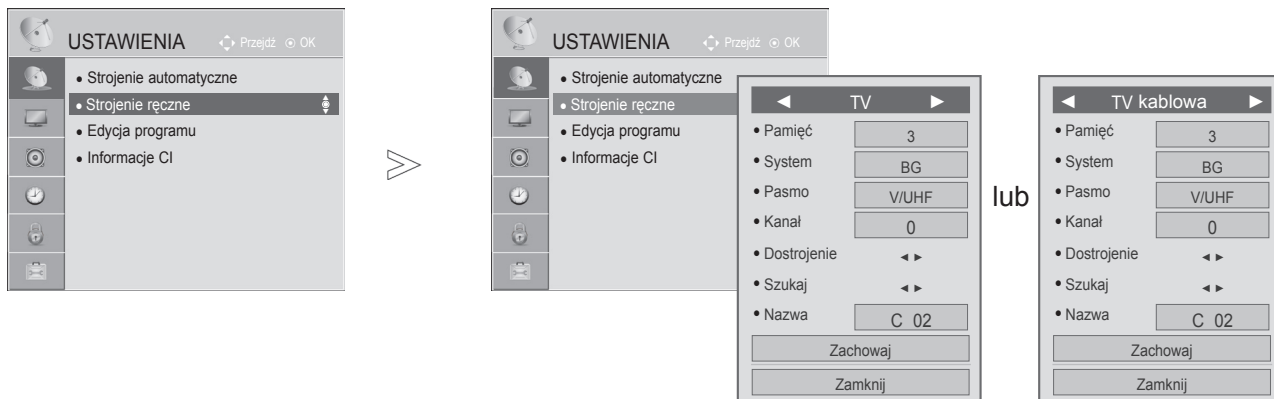 USTAWIENIA Przejdź OK
• Strojenie automatyczne
• Strojenie ręczne
• Edycja programu
• Informacje CI
USTAWIENIA Przejdź OK
• Strojenie automatyczne
• Strojenie ręczne
• Edycja programu
• Informacje CI
◄ TV ►
• Pamięć 3
• System BG
• Pasmo V/UHF
• Kanał 0
• Dostrojenie ◄ ►
• Szukaj ◄ ►
• Nazwa C 02
Zachowaj
Zamknij
lub
◄ TV kablowa ►
• Pamięć 3
• System BG
• Pasmo V/UHF
• Kanał 0
• Dostrojenie ◄ ►
• Szukaj ◄ ►
• Nazwa C 02
Zachowaj
Zamknij